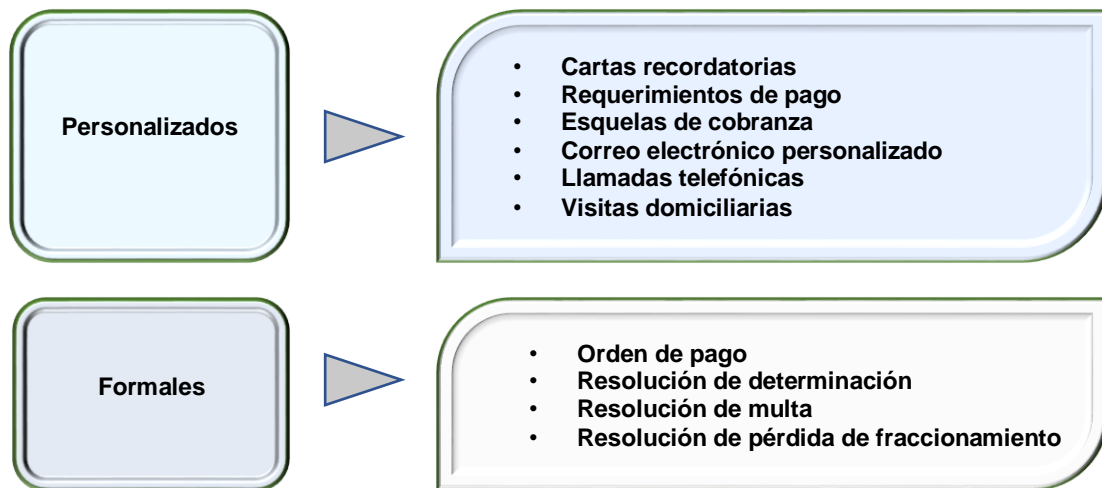 Personalizados
• Cartas recordatorias
• Requerimientos de pago
• Esquelas de cobranza
• Correo electrónico personalizado
• Llamadas telefónicas
• Visitas domiciliarias
Formales
• Orden de pago
• Resolución de determinación
• Resolución de multa
• Resolución de pérdida de fraccionamiento